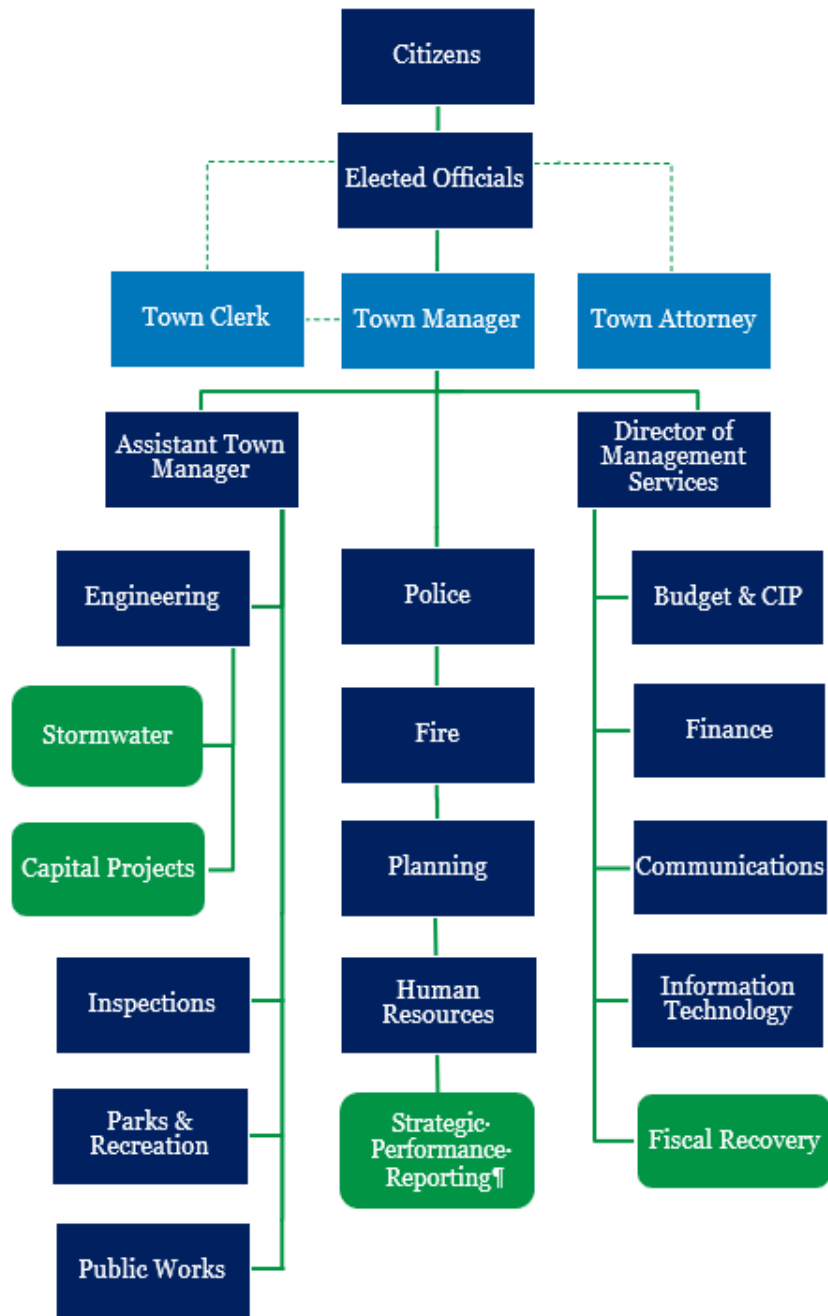 Citizens
Elected Officials
Town Clerk
Town Manager
Town Attorney
Assistant Town
Manager
Director of
Management
Services
Engineering
Police
Budget & CIP
Stormwater
Fire
Finance
Capital Projects
Planning
Communications
Inspections
Human
Resources
Information
Technology
Parks &
Recreation
Strategic·
Performance·
Reporting¶
Fiscal Recovery
Public Works